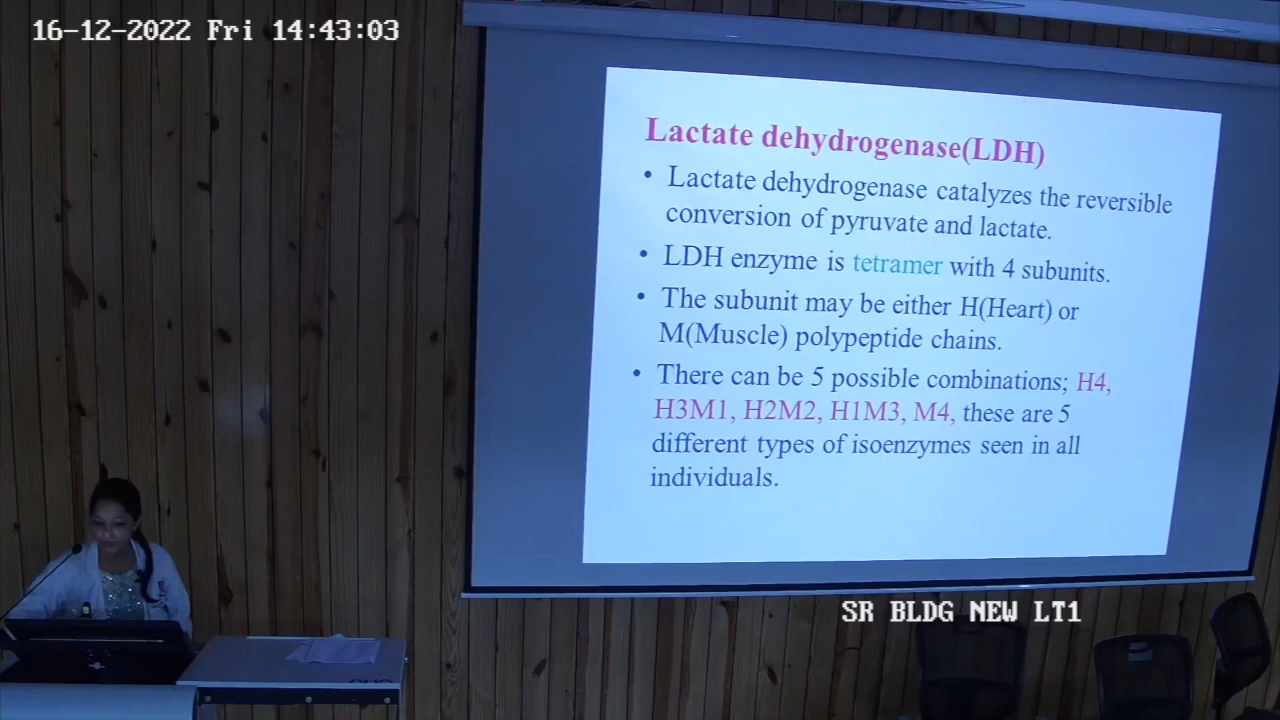 16-12-2022 Fri 14:43:03
Lactate dehydrogenase(LDH)
• Lactate dehydrogenase catalyzes the reversible
conversion of pyruvate and lactate.
• LDH enzyme is tetramer with 4 subunits.
• The subunit may be either H(Heart) or
M(Muscle) polypeptide chains.
• There can be 5 possible combinations; H4,
H3M1, H2M2, H1M3, M4, these are 5
different types of isoenzymes seen in all
individuals.
SR BLDG NEW LT1